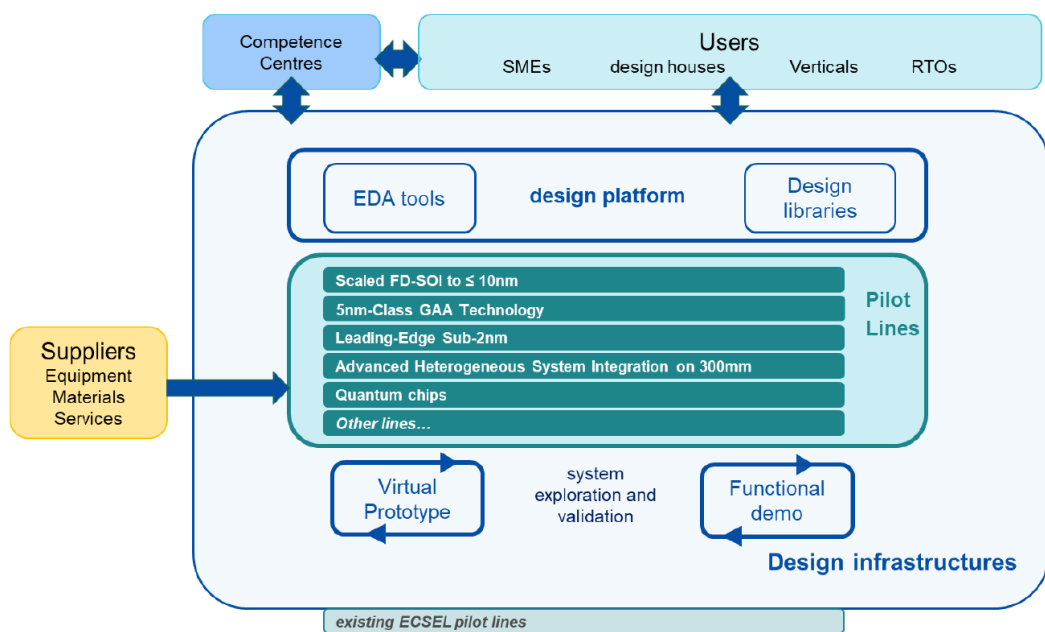 Competence
Centres
Users
SMEs design houses Verticals RTOs
EDA tools
design platform
Design
libraries
Scaled FD-SOI to ≤ 10nm
5nm-Class GAA Technology
Leading-Edge Sub-2nm
Advanced Heterogeneous System Integration on 300mm
Quantum chips
Other lines...
Pilot
Lines
Suppliers
Equipment
Materials
Services
Virtual
Prototype
system
exploration and
validation
Functional
demo
Design infrastructures
existing ECSEL pilot lines